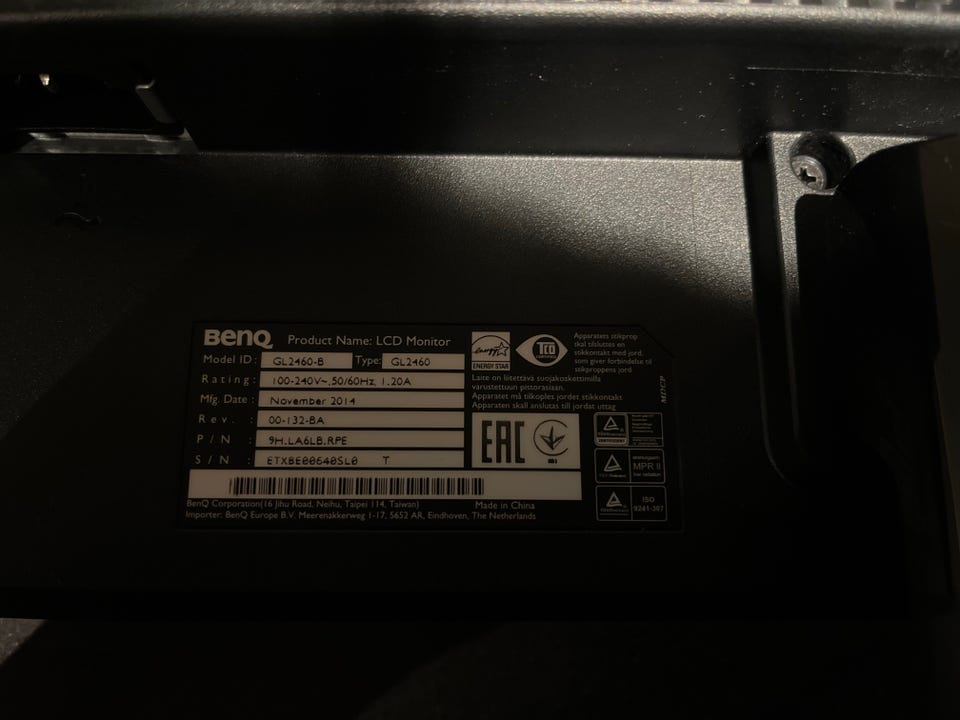 BenQ Product Name: LCD Monitor
Model ID: GL2460-B Type: GL2460
Rating: 100-240V~,50/60Hz, 1.20A
Mfg. Date : November 2014
Rev. : 00-132-BA
P/N : 9H.LA6LB.RPE
S/N : ETXBE00640SL0 T
BenQ Corporation(16 Jihu Road, Neihu, Taipei 114, Taiwan) Made in China
Importer: BenQ Europe B.V. Meerenakkerweg 1-17, 5652 AR, Eindhoven, The Netherlands
energy
ENERGY STAR
TCO
CERTIFIED
Apparatets stikprop
skal tilsluttes en
stikkontakt med jord,
som giver forbindelse til
stikproppens jord
Laite on liitettävä suojakoskettimilla
varustettuun pistorasiaan.
Apparatet må tilkoples jordet stikkontakt
Apparaten skall anslutas till jordat uttag
EAC
MPR II
ISO
9241-307